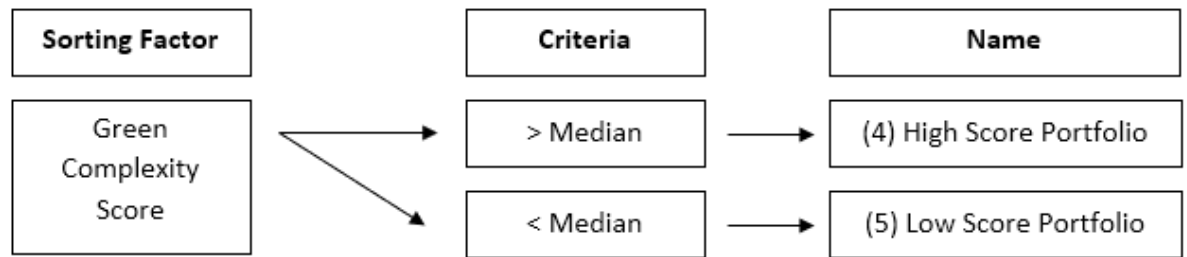 Sorting Factor
Criteria
Name
Green
Complexity
Score
> Median
(4) High Score Portfolio
< Median
(5) Low Score Portfolio